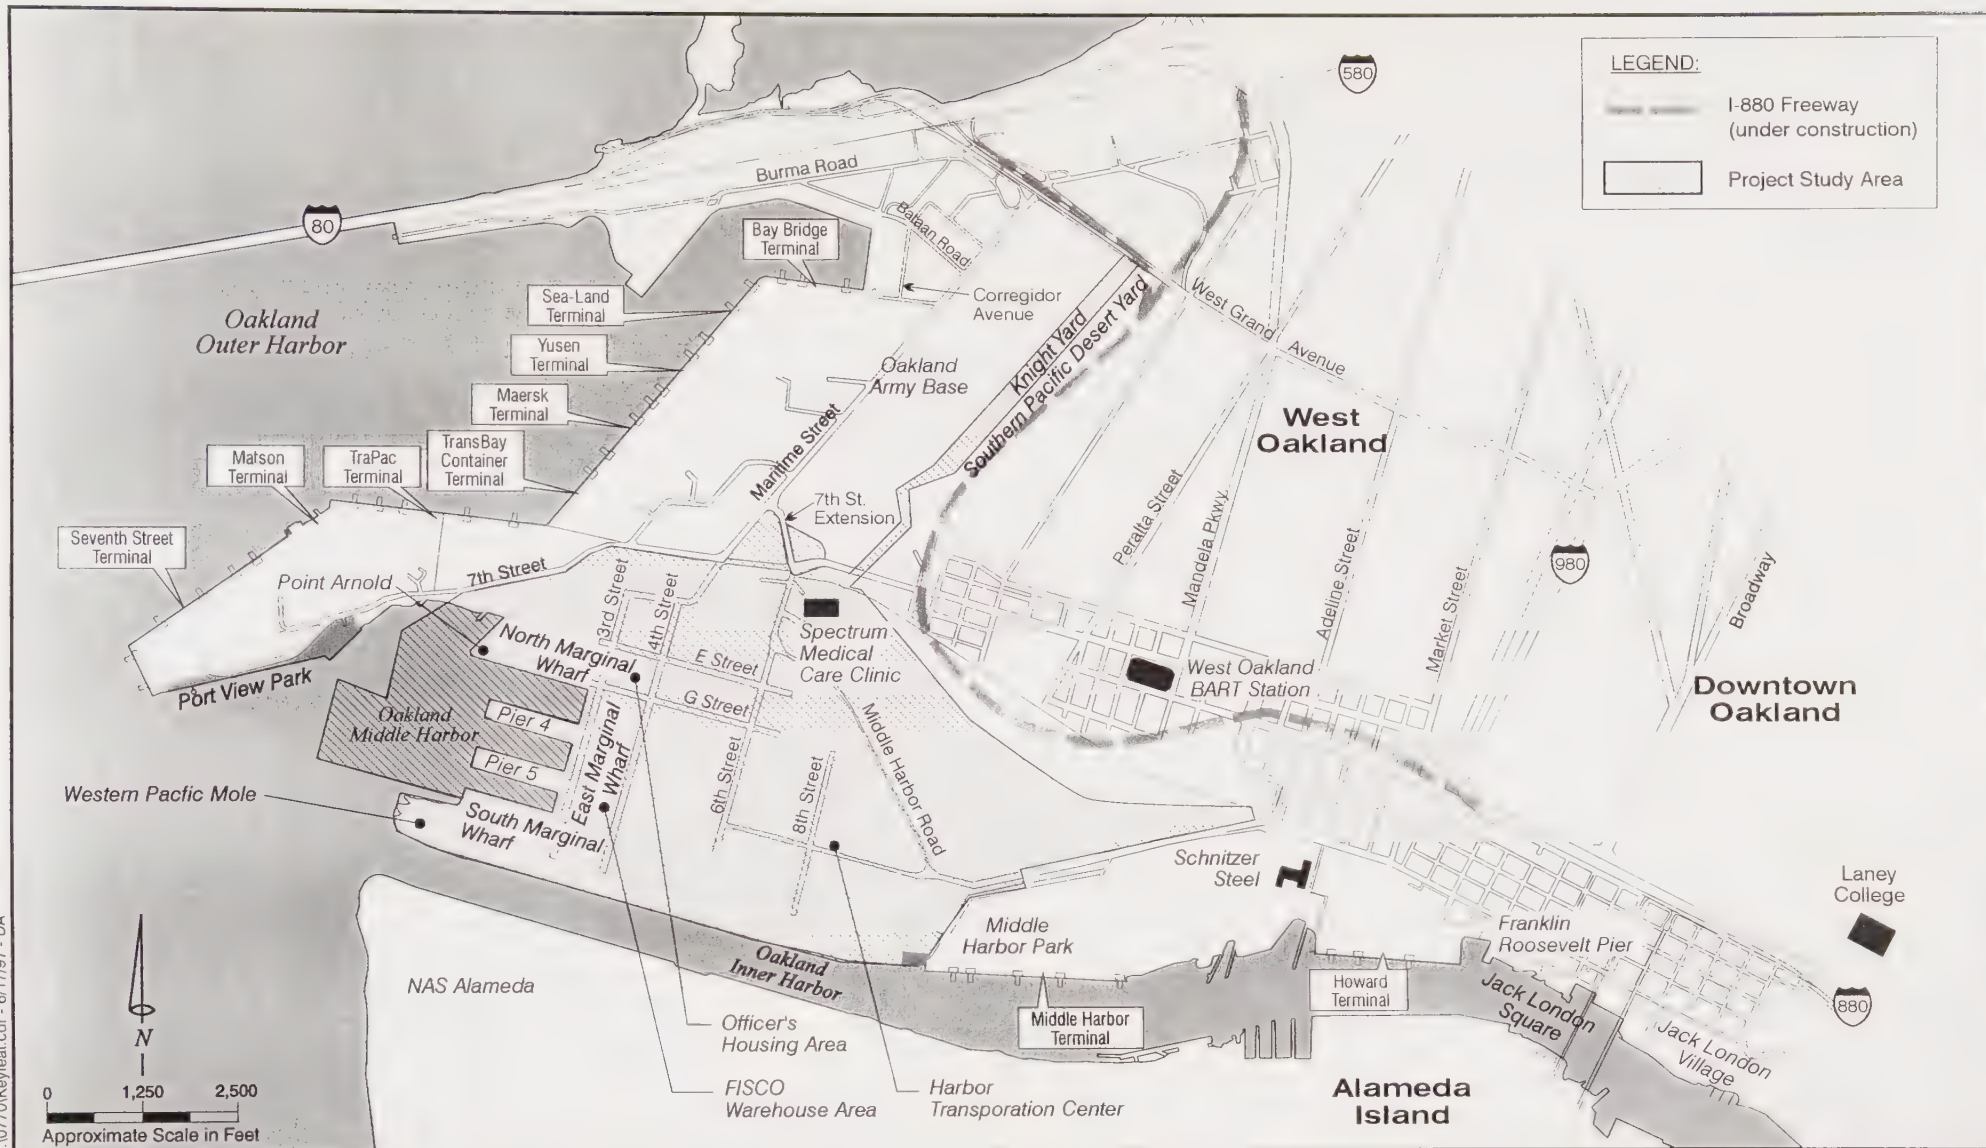 580
LEGEND:
I-880 Freeway
(under construction)
Project Study Area
Burma Road
80
Bataan Road
Bay Bridge
Terminal
Sea-Land
Terminal
Corregidor
Avenue
Oakland
Outer Harbor
Yusen
Terminal
Maersk
Terminal
TransBay
Container
Terminal
Matson
Terminal
TraPac
Terminal
Seventh Street
Terminal
Oakland
Army Base
Knight Yard
Southern Pacific Desert Yard
West Grand Avenue
West
Oakland
Maritime Street
7th St.
Extension
Peralta Street
Mandela Pkwy
Adeline Street
Market Street
980
Broadway
Point Arnold
7th Street
3rd Street
4th Street
Spectrum
Medical
Care Clinic
North Marginal
Wharf
E Street
G Street
Port View Park
Oakland
Middle Harbor
Pier 4
Pier 5
East Marginal
Wharf
6th Street
8th Street
Middle Harbor Road
West Oakland
BART Station
Downtown
Oakland
Western Pacfic Mole
South Marginal
Wharf
Schnitzer
Steel
Laney
College
Middle
Harbor Park
Franklin
Roosevelt Pier
NAS Alameda
Oakland
Inner Harbor
Howard
Terminal
Jack London
Square
880
Middle Harbor
Terminal
Jack London
Village
Officer's
Housing Area
FISCO
Warehouse Area
Harbor
Transporation Center
Alameda
Island
N
0 1,250 2,500
Approximate Scale in Feet